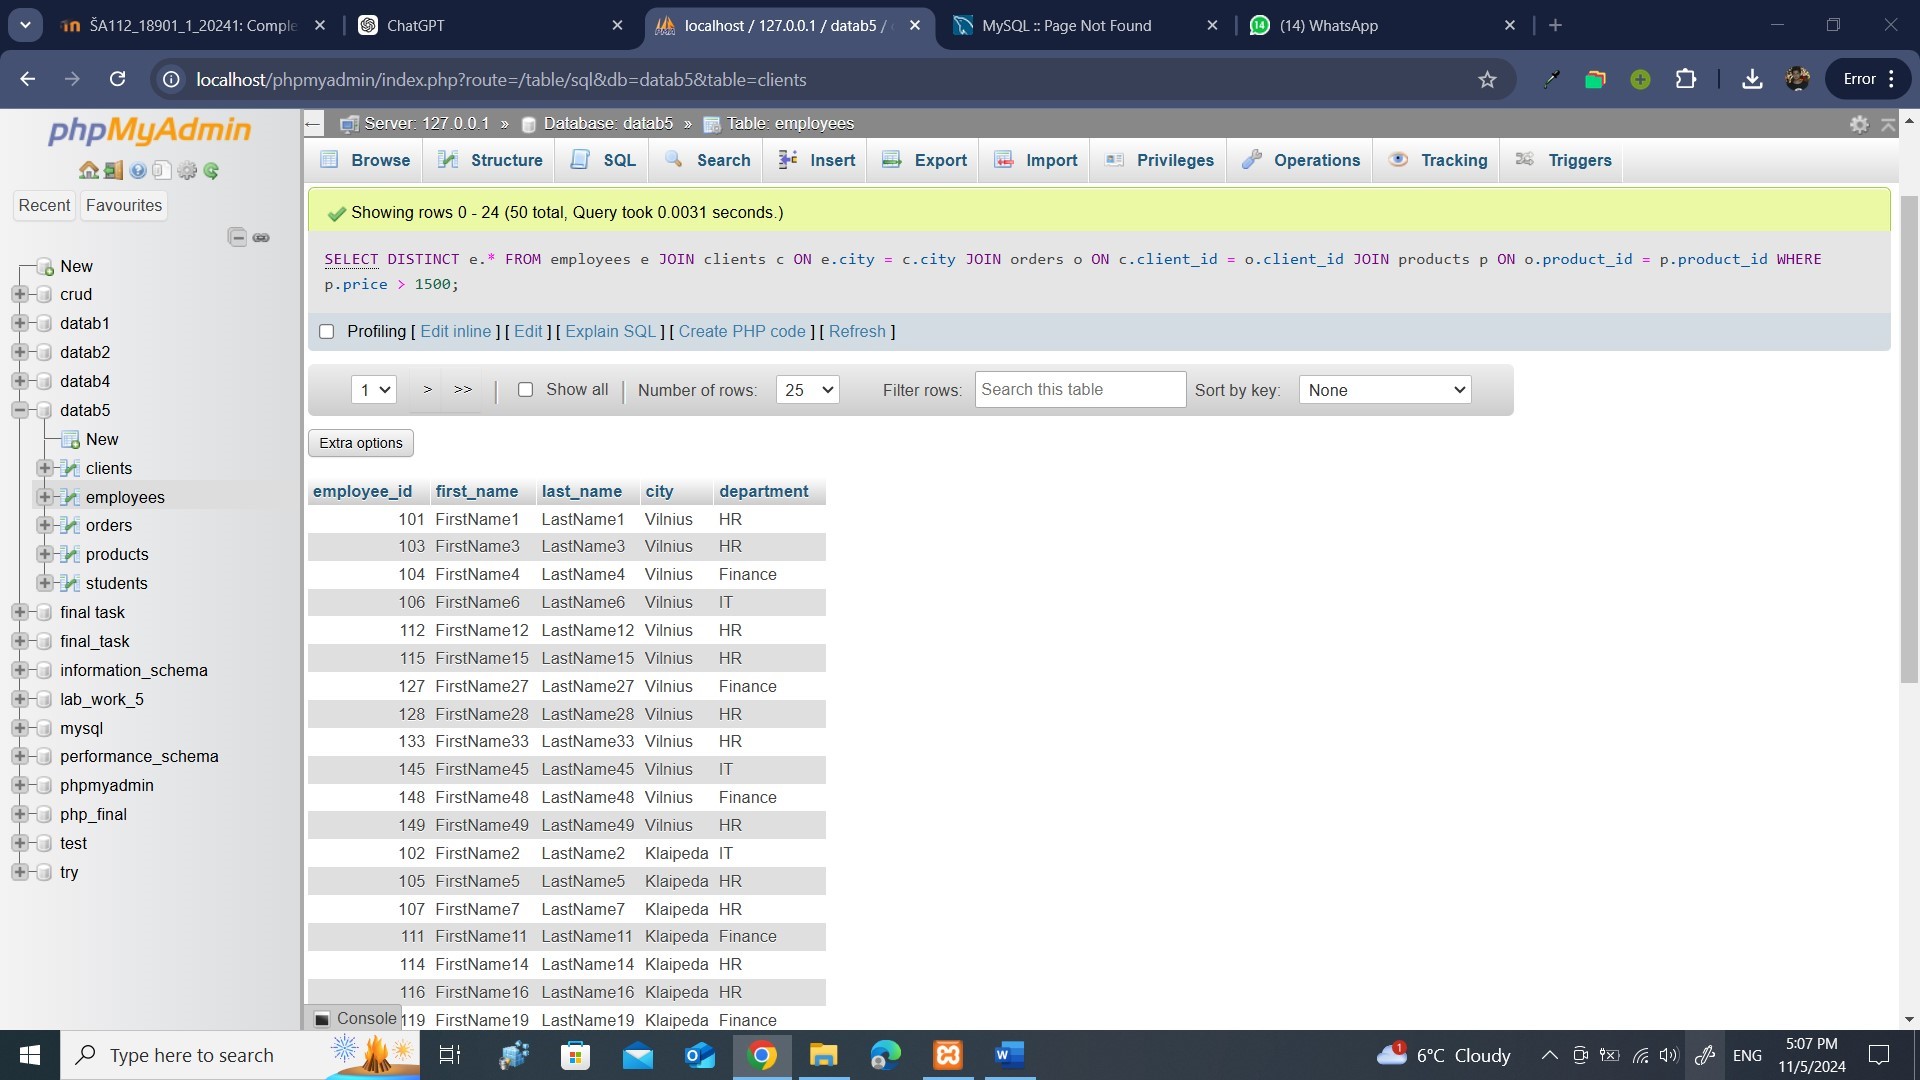 ŠA112_18901_1_20241: Comple
ChatGPT
localhost / 127.0.0.1 / datab5 /
MySQL :: Page Not Found
(14) WhatsApp
localhost/phpmyadmin/index.php?route=/table/sql&db=datab5&table=clients
Error
phpMyAdmin
Recent
Favourites
New
crud
datab1
datab2
datab4
datab5
New
clients
employees
orders
products
students
final task
final_task
information_schema
lab_work_5
mysql
performance_schema
phpmyadmin
php_final
test
try
Server: 127.0.0.1 » Database: datab5 » Table: employees
Browse Structure SQL Search Insert Export Import Privileges Operations Tracking Triggers
Showing rows 0 - 24 (50 total, Query took 0.0031 seconds.)
SELECT DISTINCT e.* FROM employees e JOIN clients c ON e.city = c.city JOIN orders o ON c.client_id = o.client_id JOIN products p ON o.product_id = p.product_id WHERE
p.price > 1500;
Profiling [ Edit inline ] [ Edit ] [ Explain SQL ] [ Create PHP code ] [ Refresh ]
1 > >> Show all Number of rows: 25 Filter rows: Search this table Sort by key: None
Extra options
employee_id first_name last_name city department
101 FirstName1 LastName1 Vilnius HR
103 FirstName3 LastName3 Vilnius HR
104 FirstName4 LastName4 Vilnius Finance
106 FirstName6 LastName6 Vilnius IT
112 FirstName12 LastName12 Vilnius HR
115 FirstName15 LastName15 Vilnius HR
127 FirstName27 LastName27 Vilnius Finance
128 FirstName28 LastName28 Vilnius HR
133 FirstName33 LastName33 Vilnius HR
145 FirstName45 LastName45 Vilnius IT
148 FirstName48 LastName48 Vilnius Finance
149 FirstName49 LastName49 Vilnius HR
102 FirstName2 LastName2 Klaipeda IT
105 FirstName5 LastName5 Klaipeda HR
107 FirstName7 LastName7 Klaipeda HR
111 FirstName11 LastName11 Klaipeda Finance
114 FirstName14 LastName14 Klaipeda HR
116 FirstName16 LastName16 Klaipeda HR
119 FirstName19 LastName19 Klaipeda Finance
Console
Type here to search
6°C Cloudy
ENG
5:07 PM
11/5/2024